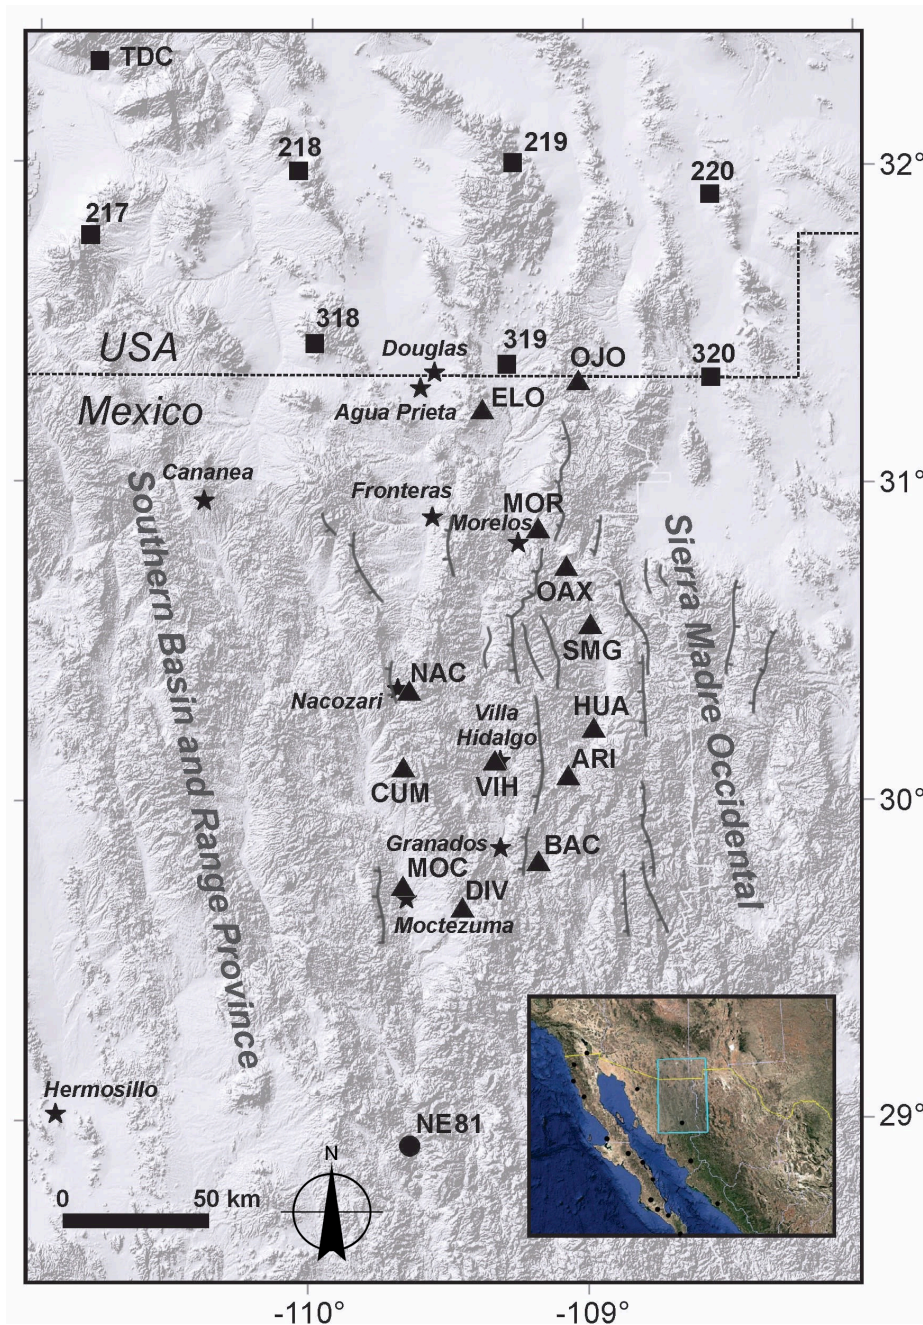 TDC
218
219
220
32°
217
318
319
OJO
320
USA
Douglas
Agua Prieta
ELO
Mexico
Cananea
31°
Fronteras
MOR
Morelos
Southern Basin and Range Province
Sierra Madre Occidental
OAX
SMG
NAC
Nacozari
Villa
Hidalgo
HUA
ARI
VIH
CUM
30°
Granados
BAC
MOC
DIV
Moctezuma
Hermosillo
29°
NE81
N
0
50 km
-110°
-109°